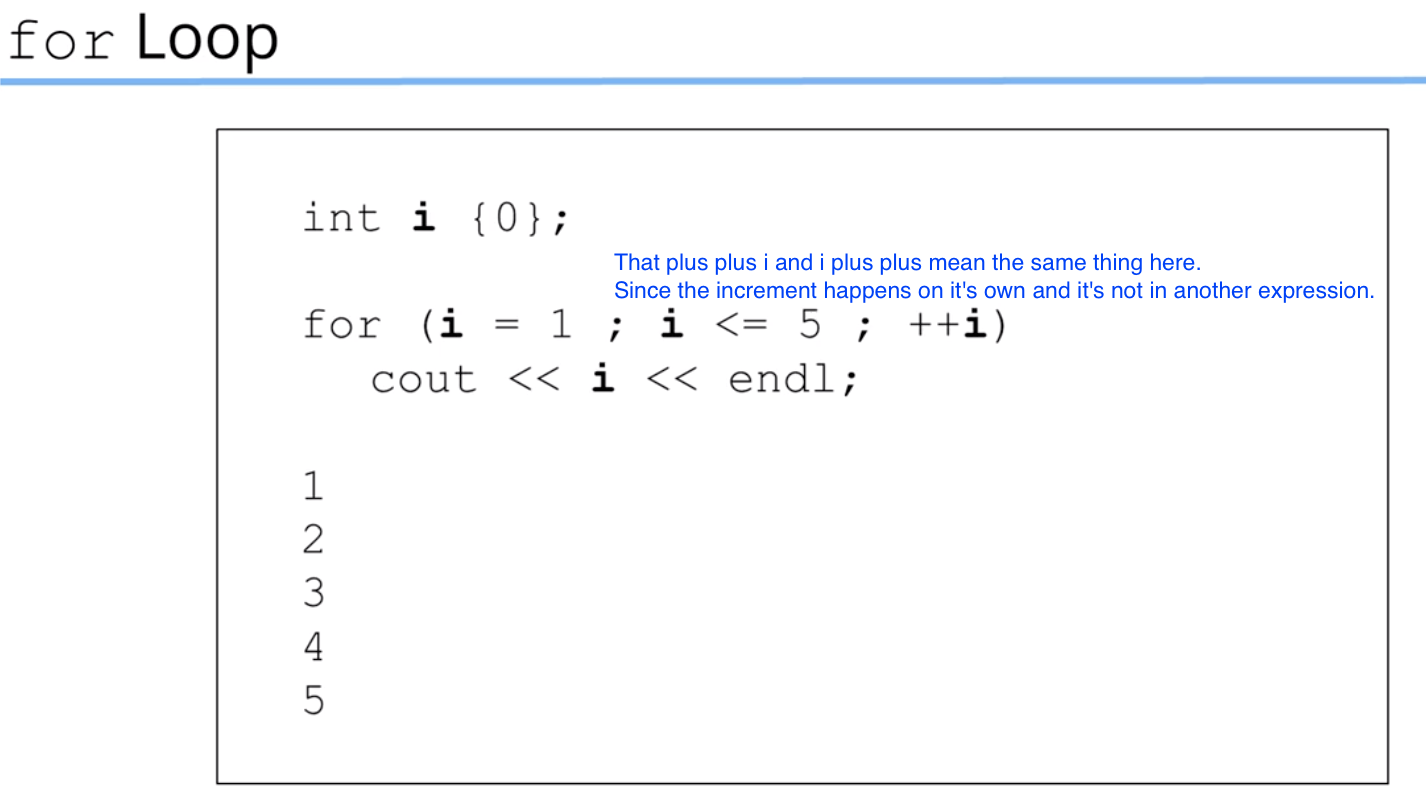 for Loop
int i {0};
That plus plus i and i plus plus mean the same thing here.
Since the increment happens on it's own and it's not in another expression.
for (i = 1 ; i <= 5 ; ++i)
cout << i << endl;
1
2
3
4
5